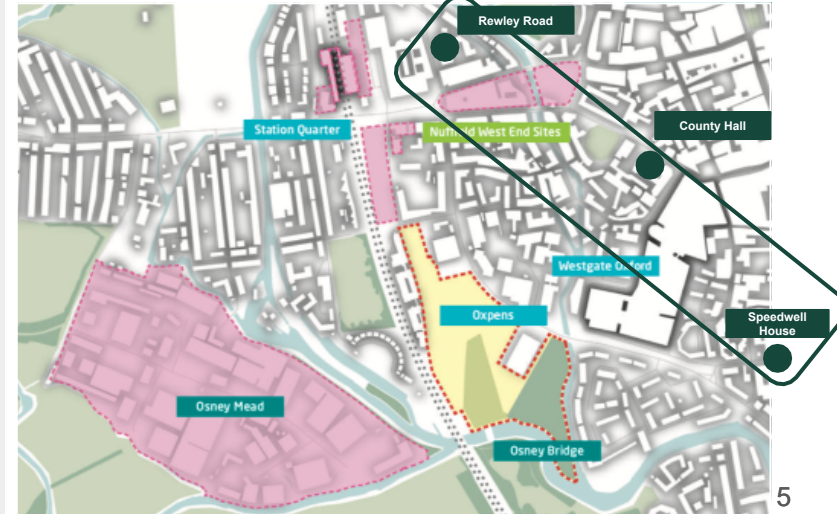 Rewley Road
Station Quarter
Nuffield West End Sites
County Hall
Westgate Oxford
Oxpens
Speedwell
House
Osney Mead
Osney Bridge
5